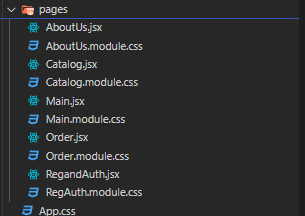 pages
AboutUs.jsx
AboutUs.module.css
Catalog.jsx
Catalog.module.css
Main.jsx
Main.module.css
Order.jsx
Order.module.css
RegandAuth.jsx
RegAuth.module.css
App.css